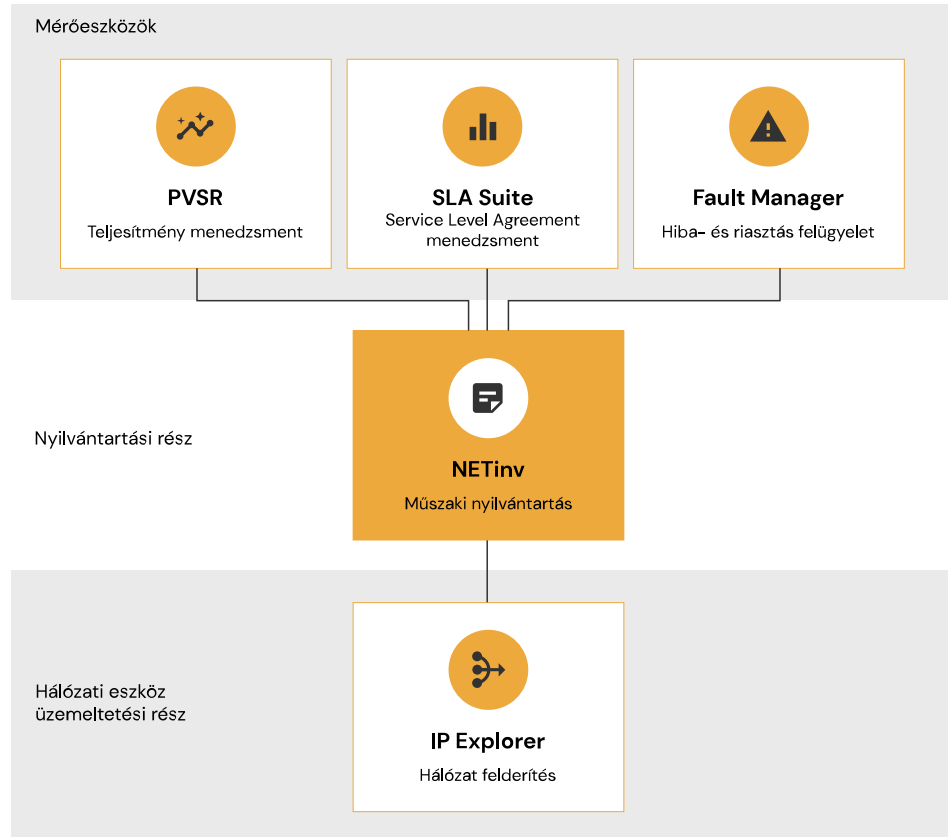 Mérőeszközök
PVSR
Teljesítmény menedzsment
SLA Suite
Service Level Agreement
menedzsment
Fault Manager
Hiba- és riasztás felügyelet
Nyilvántartási rész
NETinv
Műszaki nyilvántartás
Hálózati eszköz
üzemeltetési rész
IP Explorer
Hálózat felderítés